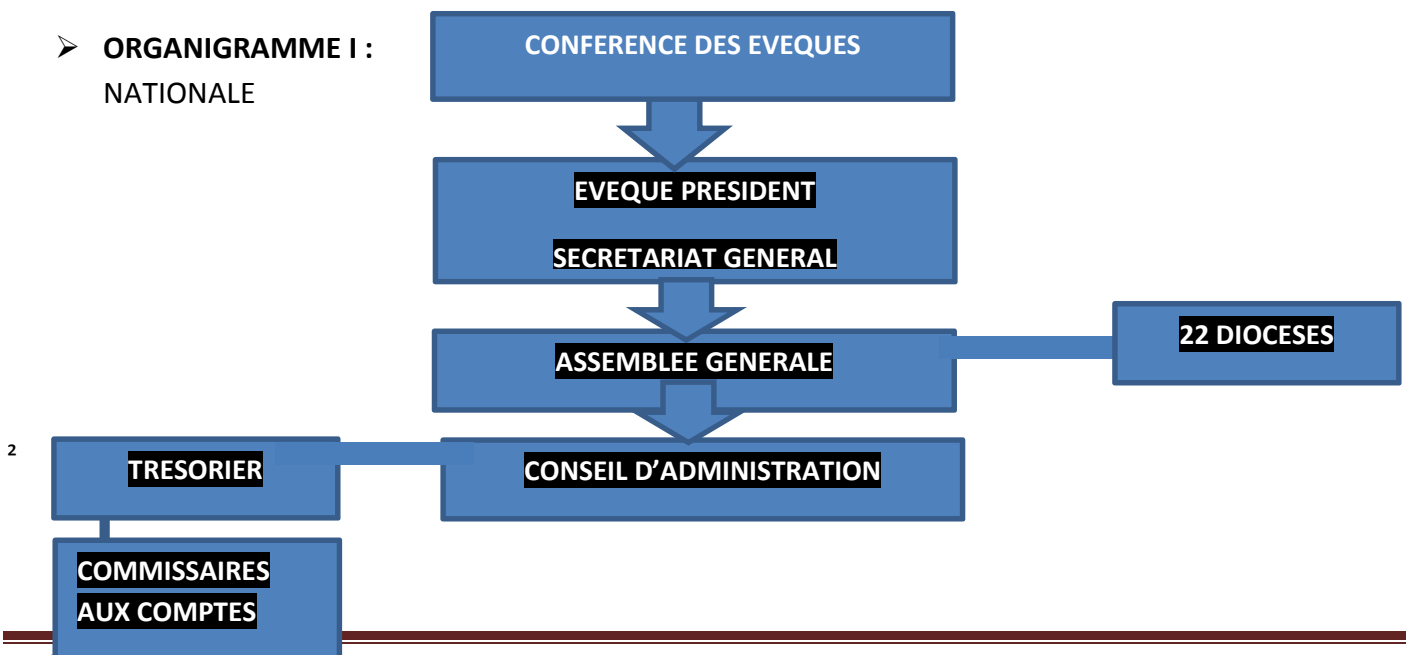 ➢ ORGANIGRAMME I :
NATIONALE
CONFERENCE DES EVEQUES
EVEQUE PRESIDENT
SECRETARIAT GENERAL
ASSEMBLEE GENERALE
22 DIOCESES
2
TRESORIER
CONSEIL D’ADMINISTRATION
COMMISSAIRES
AUX COMPTES